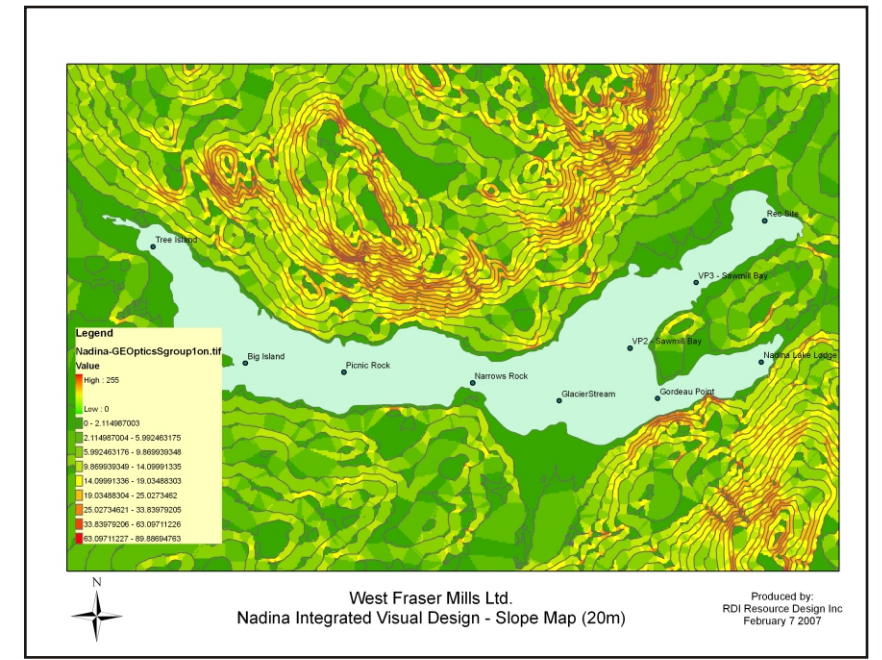 Rec Site
Tree Island
VP3 - Sawmill Bay
VP2 - Sawmill Bay
Big Island
Picnic Rock
Narrows Rock
Nadina Lake Lodge
GlacierStream
Gordeau Point
Legend
Nadina-GEOpticsSgroup1on.tif
Value
High : 255
Low : 0
0 - 2.114987003
2.114987004 - 5.992463175
5.992463176 - 9.869939348
9.869939349 - 14.09991335
14.09991336 - 19.03488303
19.03488304 - 25.0273462
25.02734621 - 33.83979205
33.83979206 - 63.09711226
63.09711227 - 89.88694763
N
West Fraser Mills Ltd.
Nadina Integrated Visual Design - Slope Map (20m)
Produced by:
RDI Resource Design Inc
February 7 2007